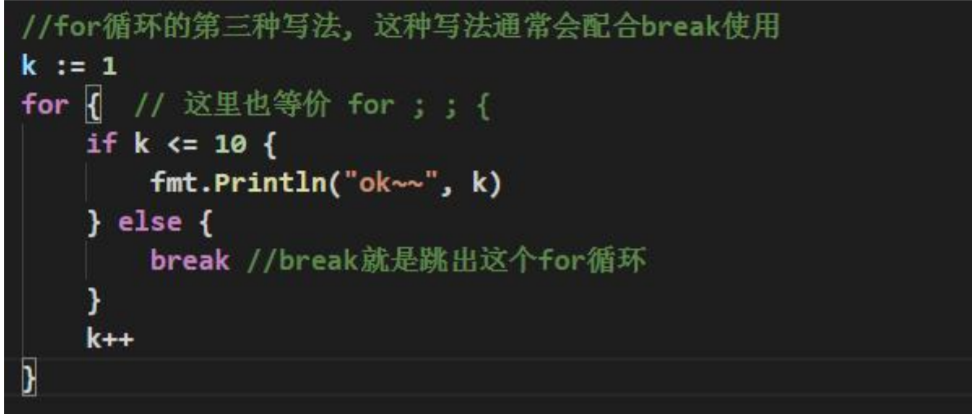 //for循环的第三种写法, 这种写法通常会配合break使用
k := 1
for {  // 这里也等价 for ; ; {
    if k <= 10 {
        fmt.Println("ok~~", k)
    } else {
        break //break就是跳出这个for循环
    }
    k++
}